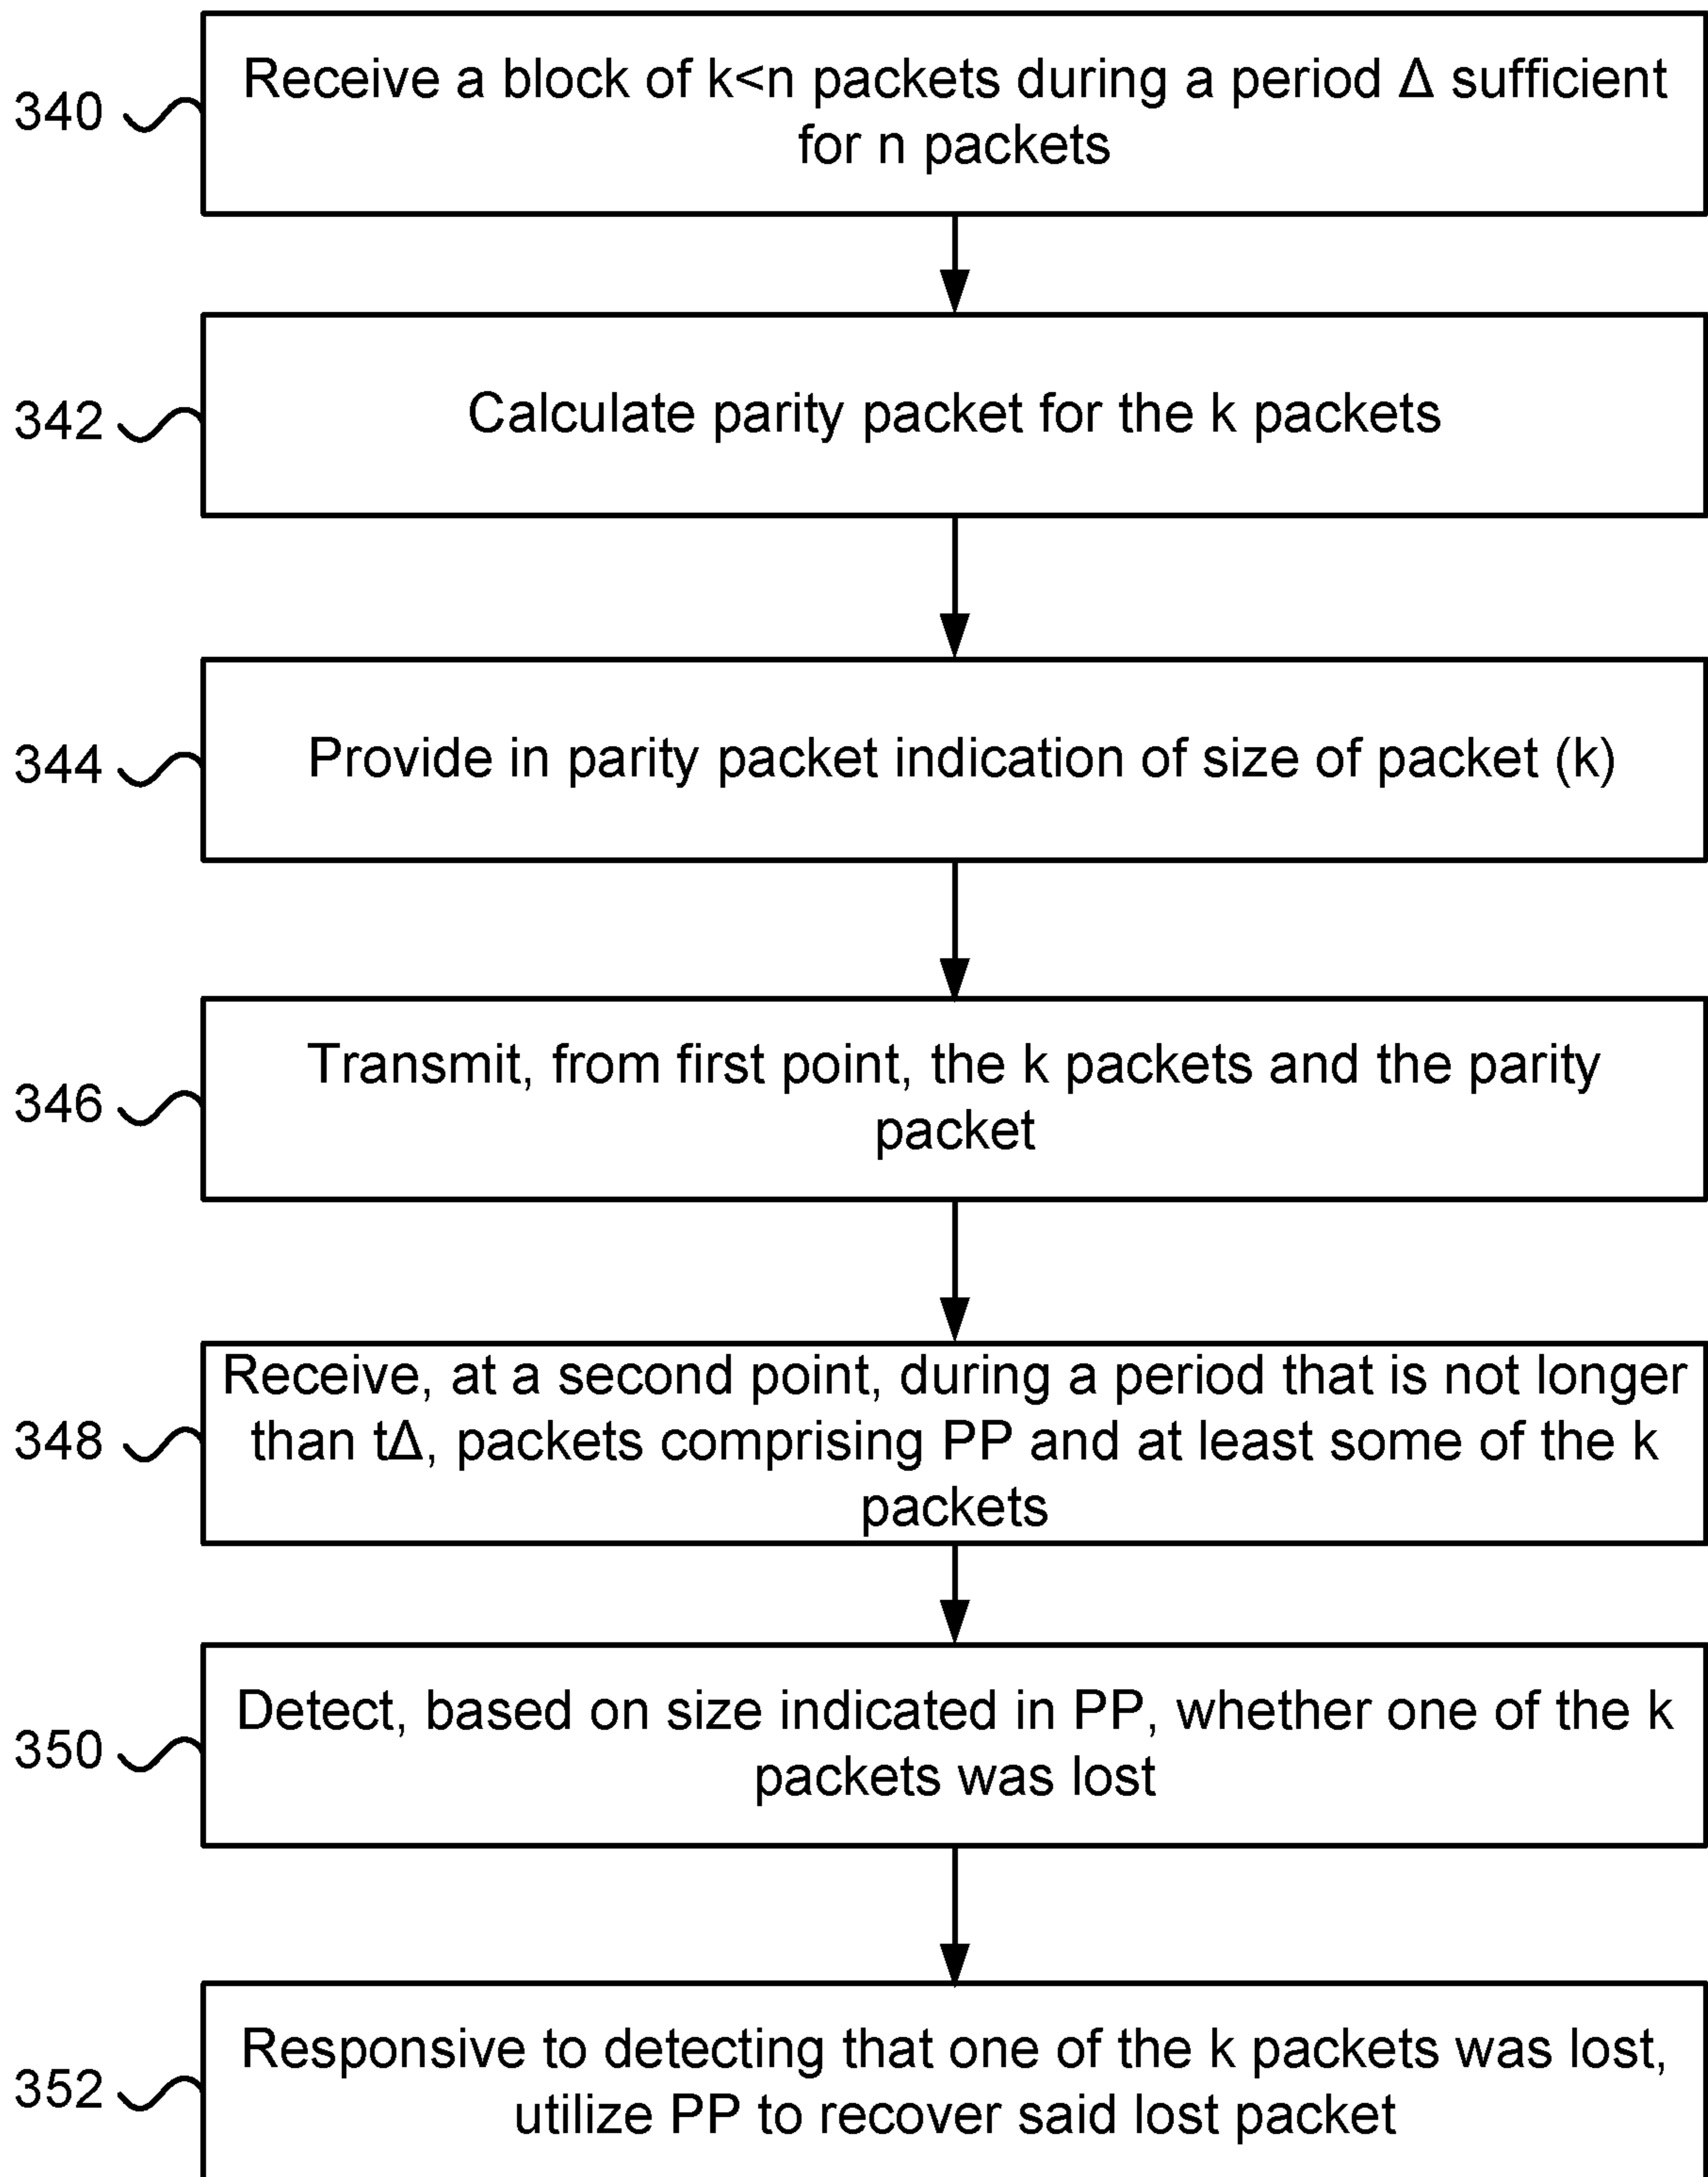 340
Receive a block of k<n packets during a period Δ sufficient
for n packets
342
Calculate parity packet for the k packets
344
Provide in parity packet indication of size of packet (k)
346
Transmit, from first point, the k packets and the parity
packet
348
Receive, at a second point, during a period that is not longer
than tΔ, packets comprising PP and at least some of the k
packets
350
Detect, based on size indicated in PP, whether one of the k
packets was lost
352
Responsive to detecting that one of the k packets was lost,
utilize PP to recover said lost packet